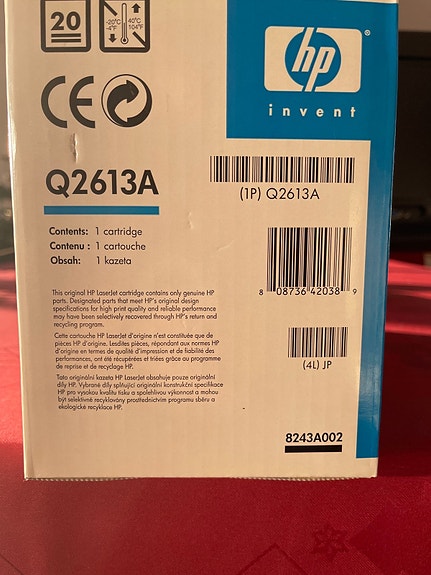 20
-20°C
-4°F
40°C
104°F
hp
®
invent
CE
Q2613A
(1P) Q2613A
Contents: 1 cartridge
Contenu : 1 cartouche
Obsah: 1 kazeta
8 08736 42038 9
This original HP LaserJet cartridge contains only genuine HP
parts. Designated parts that meet HP's original design
specifications for high print quality and reliable performance
may have been selectively recovered through HP's return and
recycling program.
Cette cartouche HP LaserJet d'origine n'est constituée que de
pièces HP d'origine. Lesdites pièces, répondant aux normes HP
d'origine en termes de qualité d'impression et de fiabilité des
performances, ont été récupérées et triées grâce au programme
de reprise et de recyclage HP.
Tato originální kazeta HP LaserJet obsahuje pouze originální
díly HP. Vybrané díly splňující originální konstrukční specifikace
HP pro vysokou kvalitu tisku a spolehlivou výkonnost a mohou
být selektivně recyklovány prostřednictvím programu sběru a
ekologické recyklace HP.
(4L) JP
8243A002